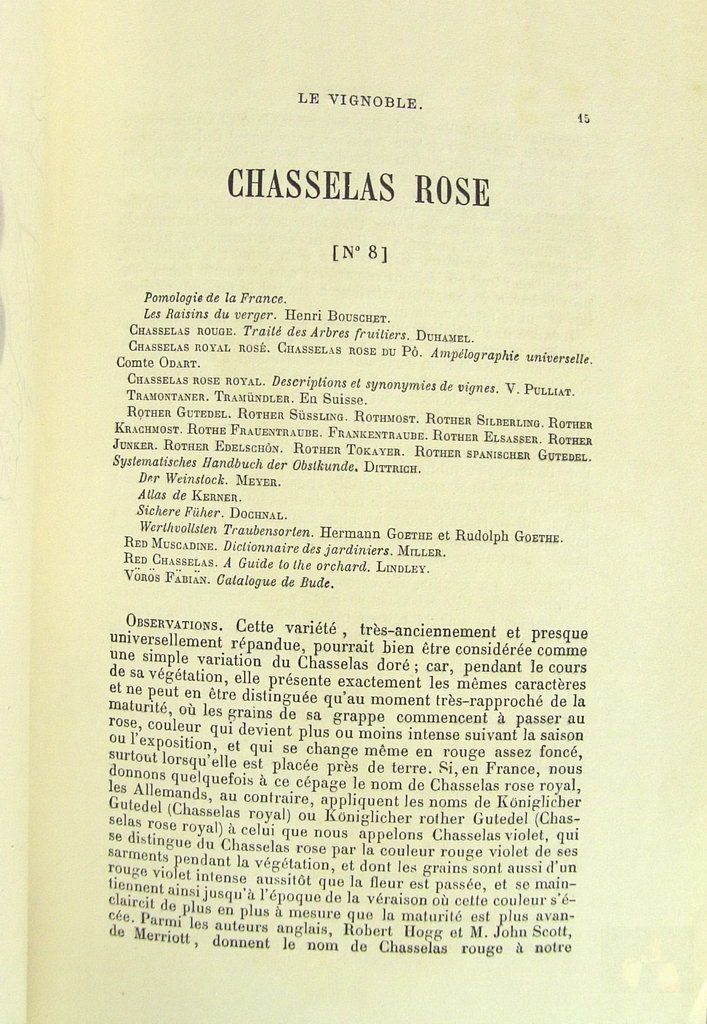 LE VIGNOBLE.
15
CHASSELAS ROSE
[N° 8]
Pomologie de la France.
Les Raisins du verger. Henri BOUSCHET.
CHASSELAS ROUGE. Traité des Arbres fruitiers. DUHAMEL.
CHASSELAS ROYAL ROSÉ. CHASSELAS ROSE DU PÔ. Ampélographie universelle.
Comte ODART.
CHASSELAS ROSE ROYAL. Descriptions et synonymies de vignes. V. PULLIAT.
TRAMONTANER. TRAMÜNDLER. En Suisse.
ROTHER GUTEDEL. ROTHER SÜSSLING. ROTHMOST. ROTHER SILBERLING. ROTHER
KRACHMOST. ROTHE FRAUENTRAUBE. FRANKENTRAUBE. ROTHER ELSASSER. ROTHER
JUNKER. ROTHER EDELSCHÖN. ROTHER TOKAYER. ROTHER SPANISCHER GUTEDEL.
Systematisches Handbuch der Obstkunde. DITTRICH.
Der Weinstock. MEYER.
Atlas de KERNER.
Sichere Füher. DOCHNAL.
Werthvollsten Traubensorten. Hermann GOETHE et Rudolph GOETHE.
RED MUSCADINE. Dictionnaire des jardiniers. MILLER.
RED CHASSELAS. A Guide to the orchard. LINDLEY.
VÖRÖS FÄBIÄN. Catalogue de Bude.
OBSERVATIONS. Cette variété, très-anciennement et presque
universellement répandue, pourrait bien être considérée comme
une simple variation du Chasselas doré ; car, pendant le cours
de sa végétation, elle présente exactement les mêmes caractères
et ne peut en être distinguée qu'au moment très-rapproché de la
maturité, où les grains de sa grappe commencent à passer au
rose, couleur qui devient plus ou moins intense suivant la saison
ou l'exposition, et qui se change même en rouge assez foncé,
surtout lorsqu'elle est placée près de terre. Si, en France, nous
donnons quelquefois à ce cépage le nom de Chasselas rose royal,
les Allemands, au contraire, appliquent les noms de Königlicher
Gutedel (Chasselas royal) ou Königlicher rother Gutedel (Chas-
selas rose royal) à celui que nous appelons Chasselas violet, qui
se distingue du Chasselas rose par la couleur rouge violet de ses
sarments pendant la végétation, et dont les grains sont aussi d'un
rouge violet intense aussitôt que la fleur est passée, et se main-
tiennent ainsi jusqu'à l'époque de la véraison où cette couleur s'é-
claircit de plus en plus à mesure que la maturité est plus avan-
cée. Parmi les auteurs anglais, Robert Hogg et M. John Scott,
de Merriott, donnent le nom de Chasselas rouge à notre